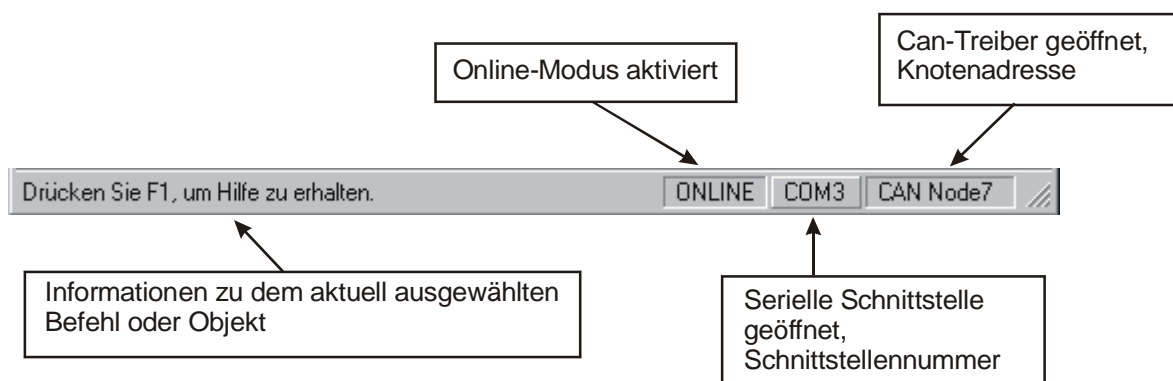 Can-Treiber geöffnet,
Knotenadresse
Online-Modus aktiviert
Drücken Sie F1, um Hilfe zu erhalten.
ONLINE
COM3
CAN Node7
Informationen zu dem aktuell ausgewählten
Befehl oder Objekt
Serielle Schnittstelle
geöffnet,
Schnittstellennummer